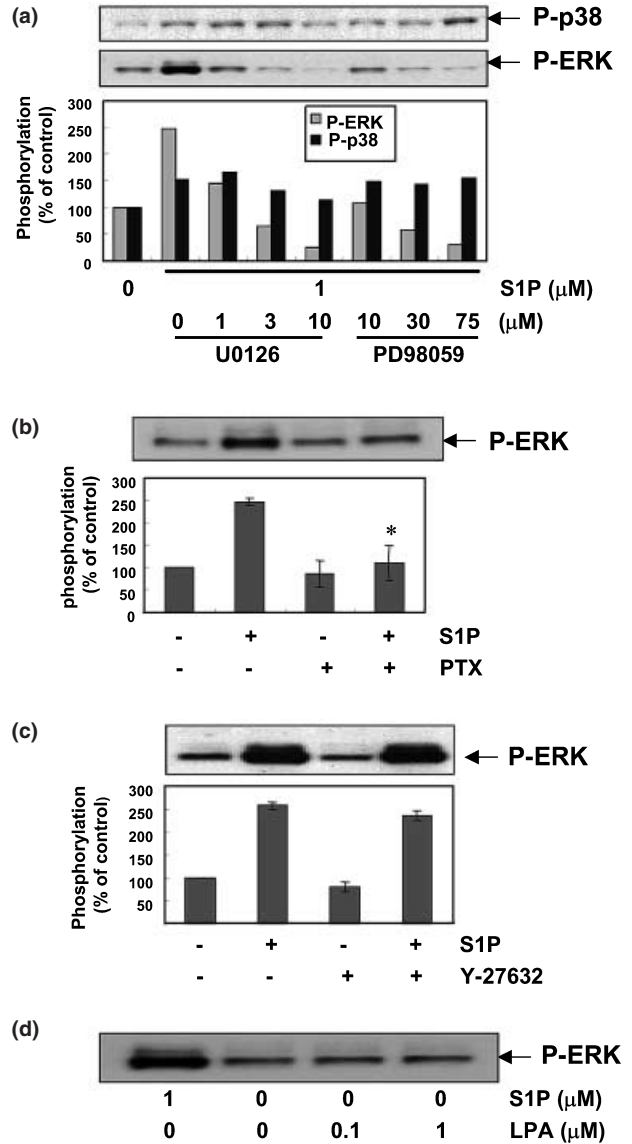 (a)
P-p38
P-ERK
300
250
200
150
100
50
0
Phosphorylation
(% of control)
P-ERK
P-p38
0 1 S1P (µM)
0 1 3 10 10 30 75 (µM)
U0126 PD98059
(b)
P-ERK
300
250
200
150
100
50
0
phosphorylation
(% of control)
*
- + - + S1P
- - + + PTX
(c)
P-ERK
300
250
200
150
100
50
Phosphorylation
(% of control)
- + - + S1P
- - + + Y-27632
(d)
P-ERK
1 0 0 0 S1P (µM)
0 0 0.1 1 LPA (µM)